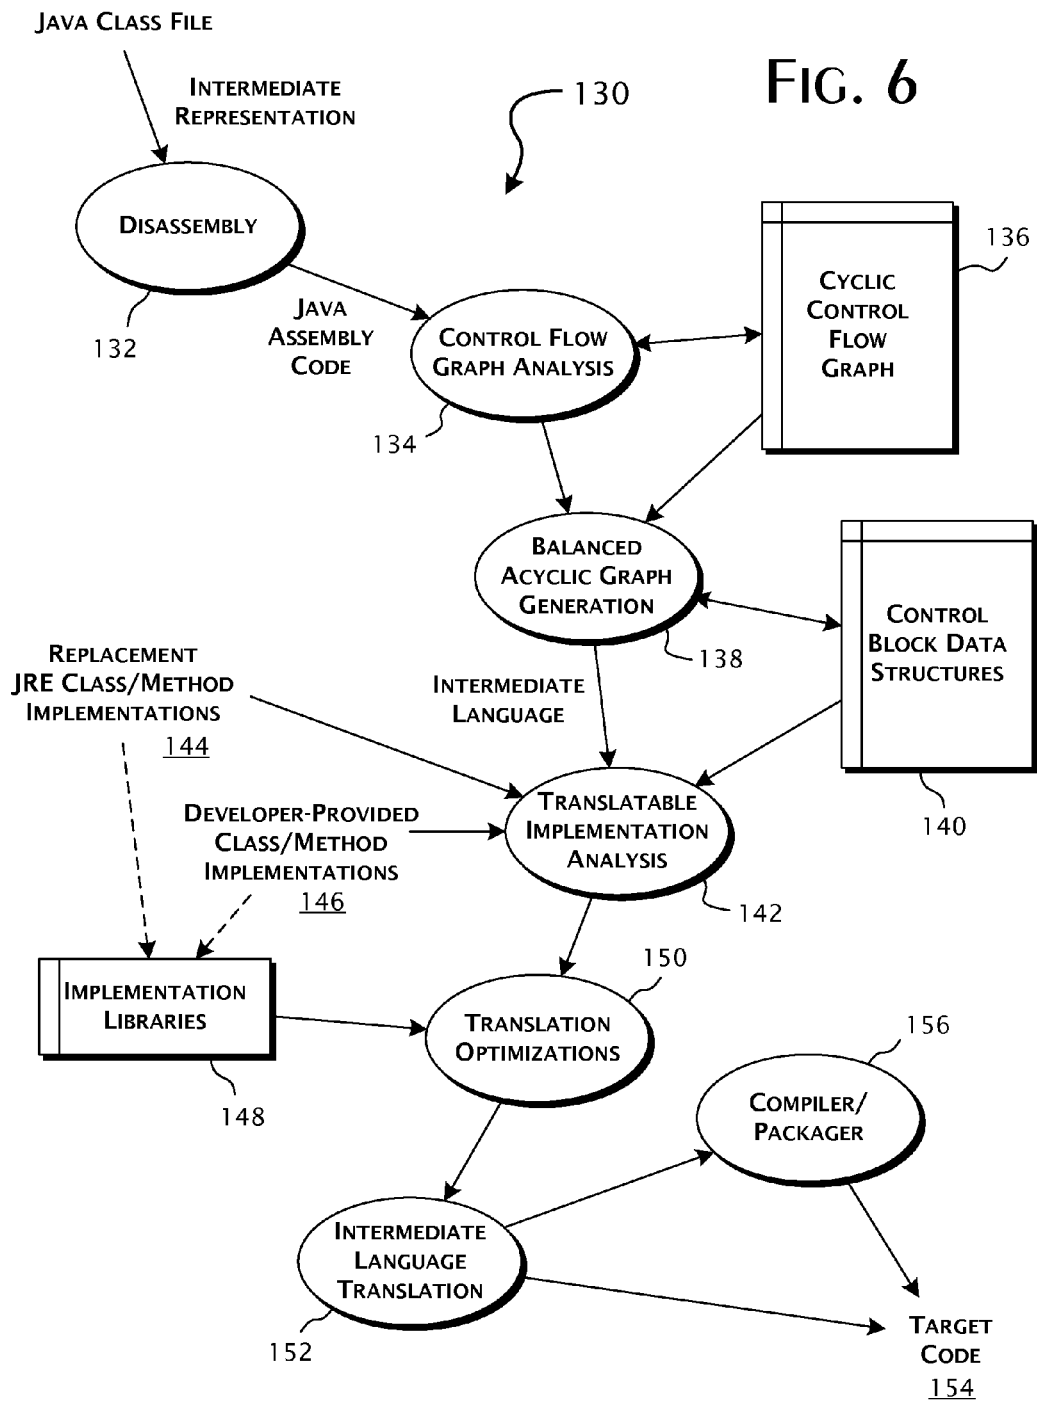 JAVA CLASS FILE
FIG. 6
INTERMEDIATE
REPRESENTATION
130
DISASSEMBLY
132
JAVA
ASSEMBLY
CODE
CONTROL FLOW
GRAPH ANALYSIS
134
CYCLIC
CONTROL
FLOW
GRAPH
136
BALANCED
ACYCLIC GRAPH
GENERATION
138
CONTROL
BLOCK DATA
STRUCTURES
140
INTERMEDIATE
LANGUAGE
REPLACEMENT
JRE CLASS/METHOD
IMPLEMENTATIONS
144
DEVELOPER-PROVIDED
CLASS/METHOD
IMPLEMENTATIONS
146
TRANSLATABLE
IMPLEMENTATION
ANALYSIS
142
IMPLEMENTATION
LIBRARIES
148
TRANSLATION
OPTIMIZATIONS
150
COMPILER/
PACKAGER
156
INTERMEDIATE
LANGUAGE
TRANSLATION
152
TARGET
CODE
154